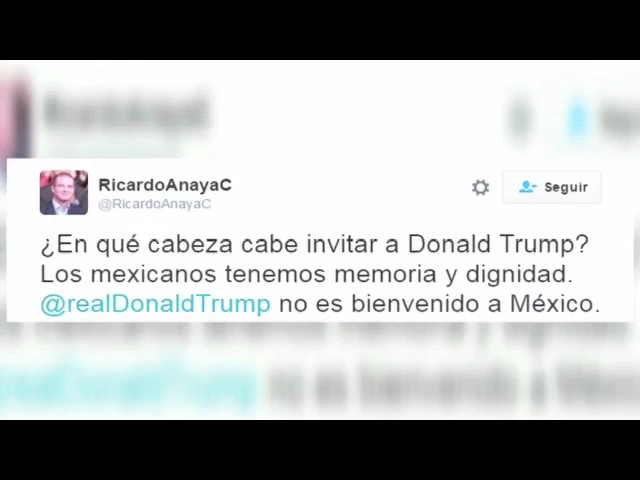 RicardoAnayaC
@RicardoAnayaC
Seguir
¿En qué cabeza cabe invitar a Donald Trump?
Los mexicanos tenemos memoria y dignidad.
@realDonaldTrump no es bienvenido a México.